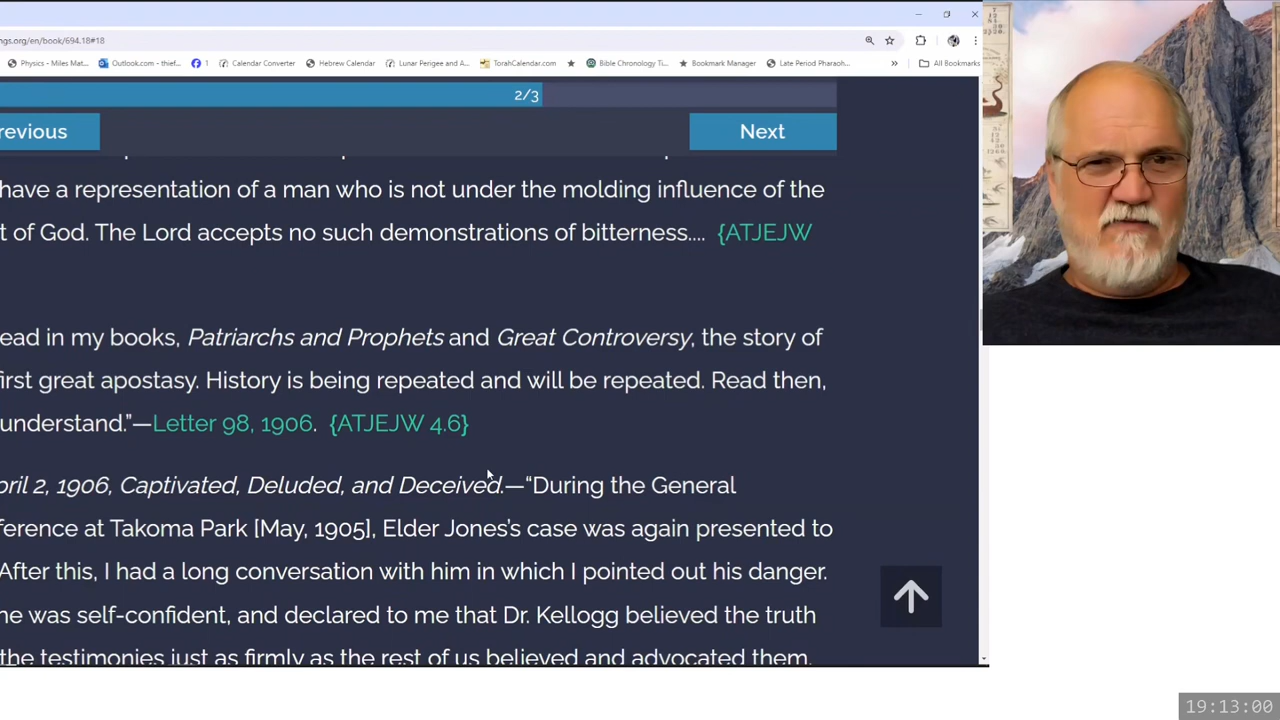 ngs.org/en/book/694.18#18
Physics - Miles Mat... Outlook.com - thief... 1 Calendar Converter Hebrew Calendar Lunar Perigee and A... TorahCalendar.com Bible Chronology Ti... Bookmark Manager Late Period Pharaoh... » All Bookmarks
2/3
revious
Next
have a representation of a man who is not under the molding influence of the
t of God. The Lord accepts no such demonstrations of bitterness.... {ATJEJW
ead in my books, Patriarchs and Prophets and Great Controversy, the story of
first great apostasy. History is being repeated and will be repeated. Read then,
understand.”—Letter 98, 1906. {ATJEJW 4.6}
pril 2, 1906, Captivated, Deluded, and Deceived.—“During the General
ference at Takoma Park [May, 1905], Elder Jones’s case was again presented to
After this, I had a long conversation with him in which I pointed out his danger.
he was self-confident, and declared to me that Dr. Kellogg believed the truth
the testimonies just as firmly as the rest of us believed and advocated them.
19:13:00